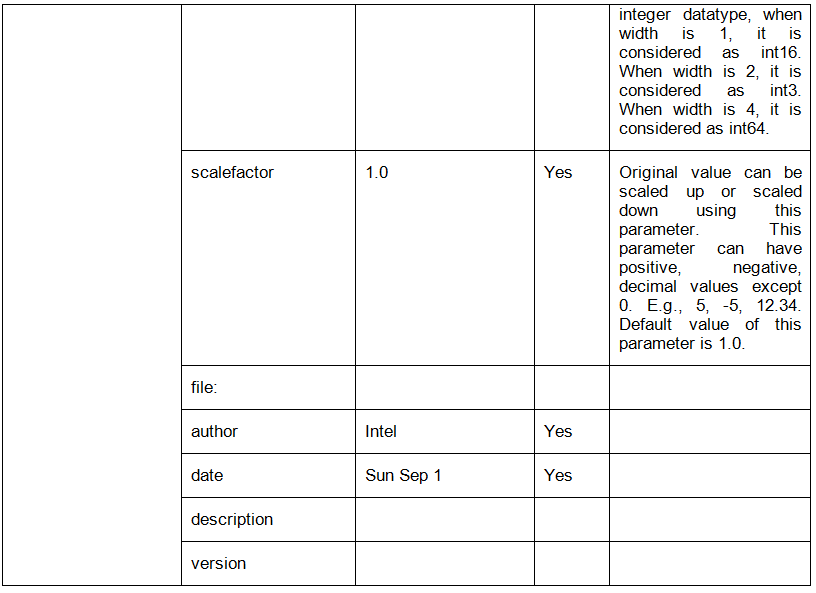 integer datatype, when
width is 1, it is
considered as int16.
When width is 2, it is
considered as int3.
When width is 4, it is
considered as int64.
scalefactor 1.0 Yes Original value can be
scaled up or scaled
down using this
parameter. This
parameter can have
positive, negative,
decimal values except
0. E.g., 5, -5, 12.34.
Default value of this
parameter is 1.0.
file:
author Intel Yes
date Sun Sep 1 Yes
description
version